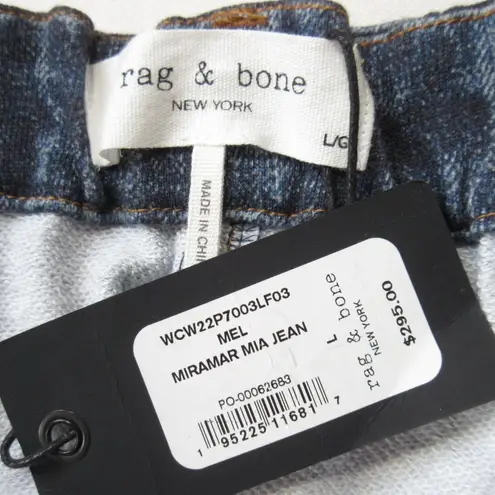 rag & bone
NEW YORK
L/G
MADE IN CHIN
WCW22P7003LF03
MEL
MIRAMAR MIA JEAN
L
PO-00062683
1 95225 11681 7
rag & bone
NEW YORK
$295.00